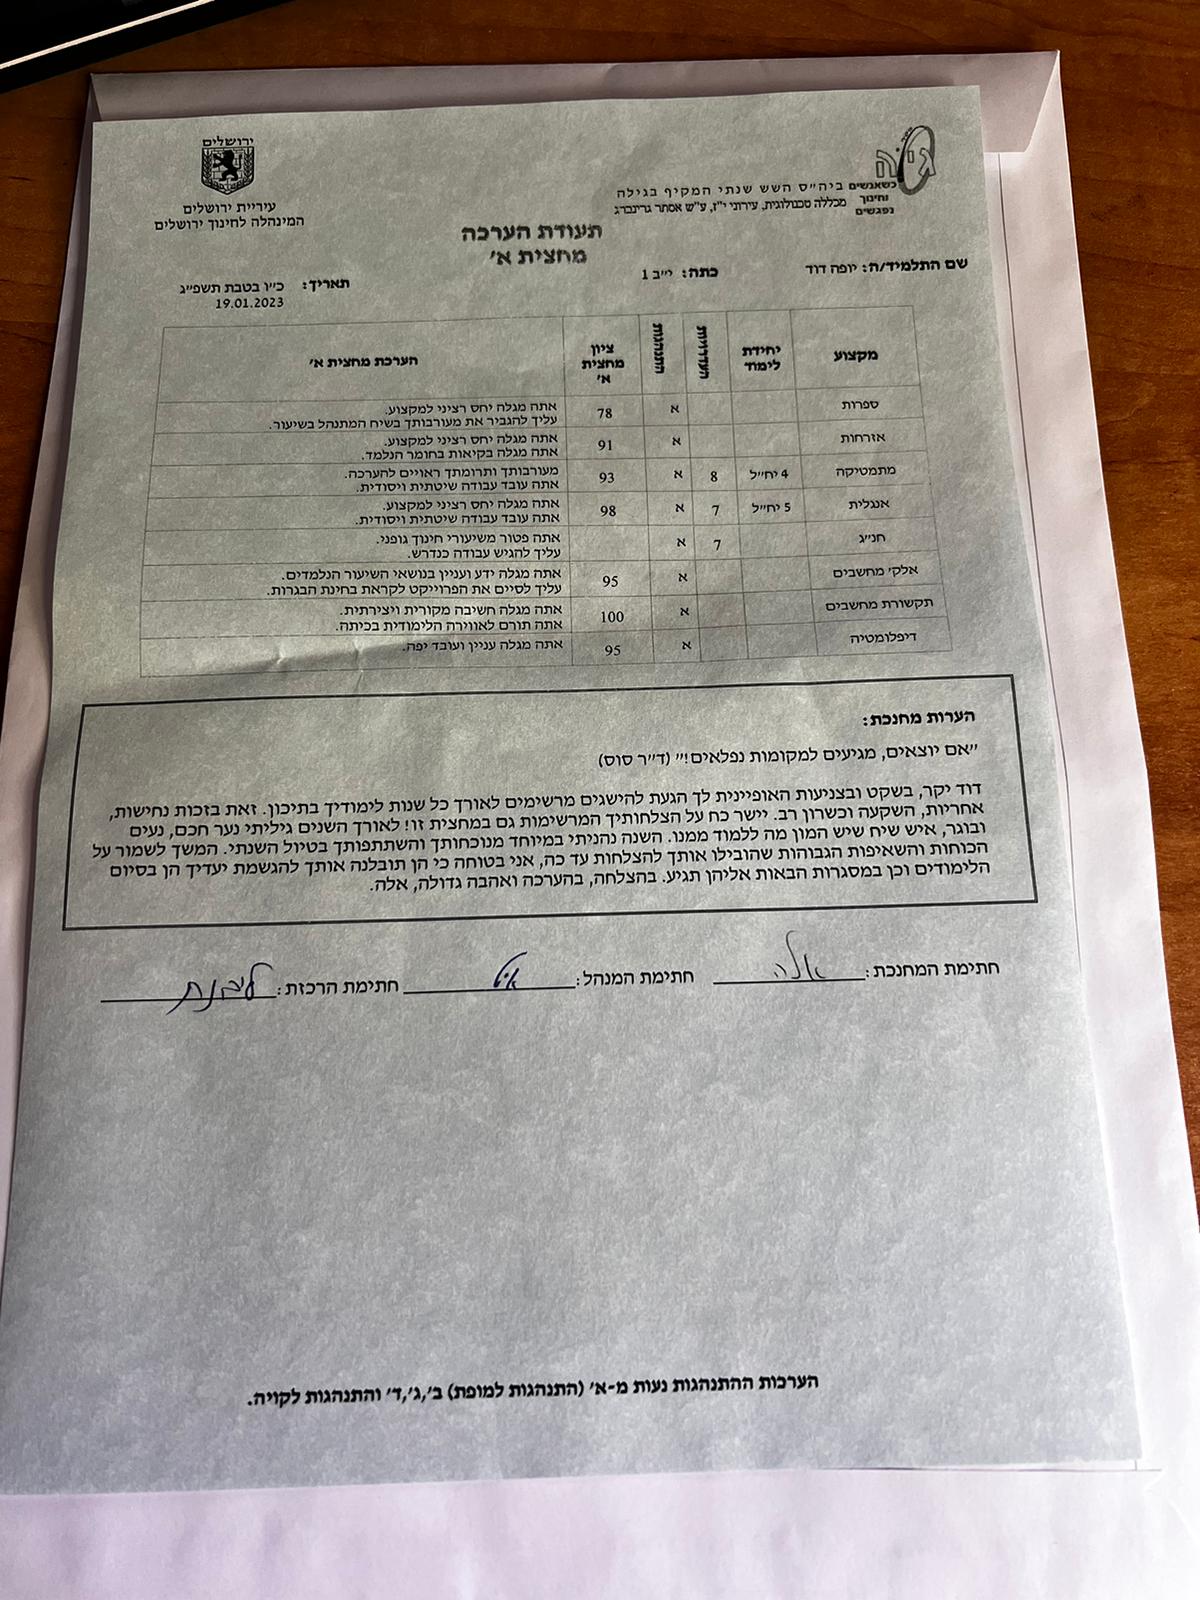 ירושלים
עיריית ירושלים
המינהלה לחינוך ירושלים
גילה
כשאנשים
וחינוך
נפגשים
ביה״ס השש שנתי המקיף בגילה
מכללה טכנולוגית, עירוני י״ז, ע״ש אסתר גרינברג
תעודת הערכה
מחצית א׳
שם התלמיד/ה: יופה דוד כתה: י״ב 1 תאריך: כ״ו בטבת תשפ״ג
19.01.2023
מקצוע יחידת לימוד העדרויות התנהגות ציון מחצית א׳ הערכת מחצית א׳
ספרות א 78 אתה מגלה יחס רציני למקצוע.
עליך להגביר את מעורבותך בשיח המתנהל בשיעור.
אזרחות א 91 אתה מגלה יחס רציני למקצוע.
אתה מגלה בקיאות בחומר הנלמד.
מתמטיקה 4 יח״ל 8 א 93 מעורבותך ותרומתך ראויים להערכה.
אתה עובד עבודה שיטתית ויסודית.
אנגלית 5 יח״ל 7 א 98 אתה מגלה יחס רציני למקצוע.
אתה עובד עבודה שיטתית ויסודית.
חנ״ג 7 א אתה פטור משיעורי חינוך גופני.
עליך להגיש עבודה כנדרש.
אלק׳ מחשבים א 95 אתה מגלה ידע ועניין בנושאי השיעור הנלמדים.
עליך לסיים את הפרוייקט לקראת בחינת הבגרות.
תקשורת מחשבים א 100 אתה מגלה חשיבה מקורית ויצירתית.
אתה תורם לאווירה הלימודית בכיתה.
דיפלומטיה א 95 אתה מגלה עניין ועובד יפה.
הערות מחנכת:
״אם יוצאים, מגיעים למקומות נפלאים!״ (ד״ר סוס)
דוד יקר, בשקט ובצניעות האופיינית לך הגעת להישגים מרשימים לאורך כל שנות לימודיך בתיכון. זאת בזכות נחישות,
אחריות, השקעה וכשרון רב. יישר כח על הצלחותיך המרשימות גם במחצית זו! לאורך השנים גיליתי נער חכם, נעים
ובוגר, איש שיח שיש המון מה ללמוד ממנו. השנה נהניתי במיוחד מנוכחותך והשתתפותך בטיול השנתי. המשך לשמור על
הכוחות והשאיפות הגבוהות שהובילו אותך להצלחות עד כה, אני בטוחה כי הן תובלנה אותך להגשמת יעדיך הן בסיום
הלימודים וכן במסגרות הבאות אליהן תגיע. בהצלחה, בהערכה ואהבה גדולה, אלה.
חתימת המחנכת: אלה חתימת המנהל: חתימת הרכזת:
הערכות ההתנהגות נעות מ-א׳ (התנהגות למופת) ב׳,ג׳,ד׳ והתנהגות לקויה.